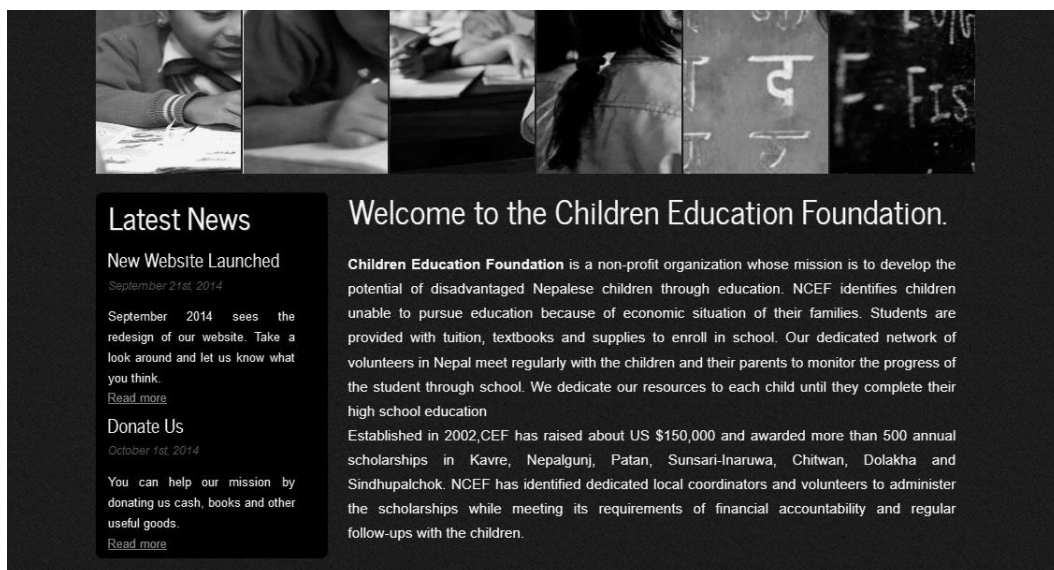 द
F
FIS
Latest News
New Website Launched
September 21st, 2014
September 2014 sees the
redesign of our website. Take a
look around and let us know what
you think.
Read more
Donate Us
October 1st, 2014
You can help our mission by
donating us cash, books and other
useful goods.
Read more
Welcome to the Children Education Foundation.
Children Education Foundation is a non-profit organization whose mission is to develop the
potential of disadvantaged Nepalese children through education. NCEF identifies children
unable to pursue education because of economic situation of their families. Students are
provided with tuition, textbooks and supplies to enroll in school. Our dedicated network of
volunteers in Nepal meet regularly with the children and their parents to monitor the progress of
the student through school. We dedicate our resources to each child until they complete their
high school education
Established in 2002,CEF has raised about US $150,000 and awarded more than 500 annual
scholarships in Kavre, Nepalgunj, Patan, Sunsari-Inaruwa, Chitwan, Dolakha and
Sindhupalchok. NCEF has identified dedicated local coordinators and volunteers to administer
the scholarships while meeting its requirements of financial accountability and regular
follow-ups with the children.